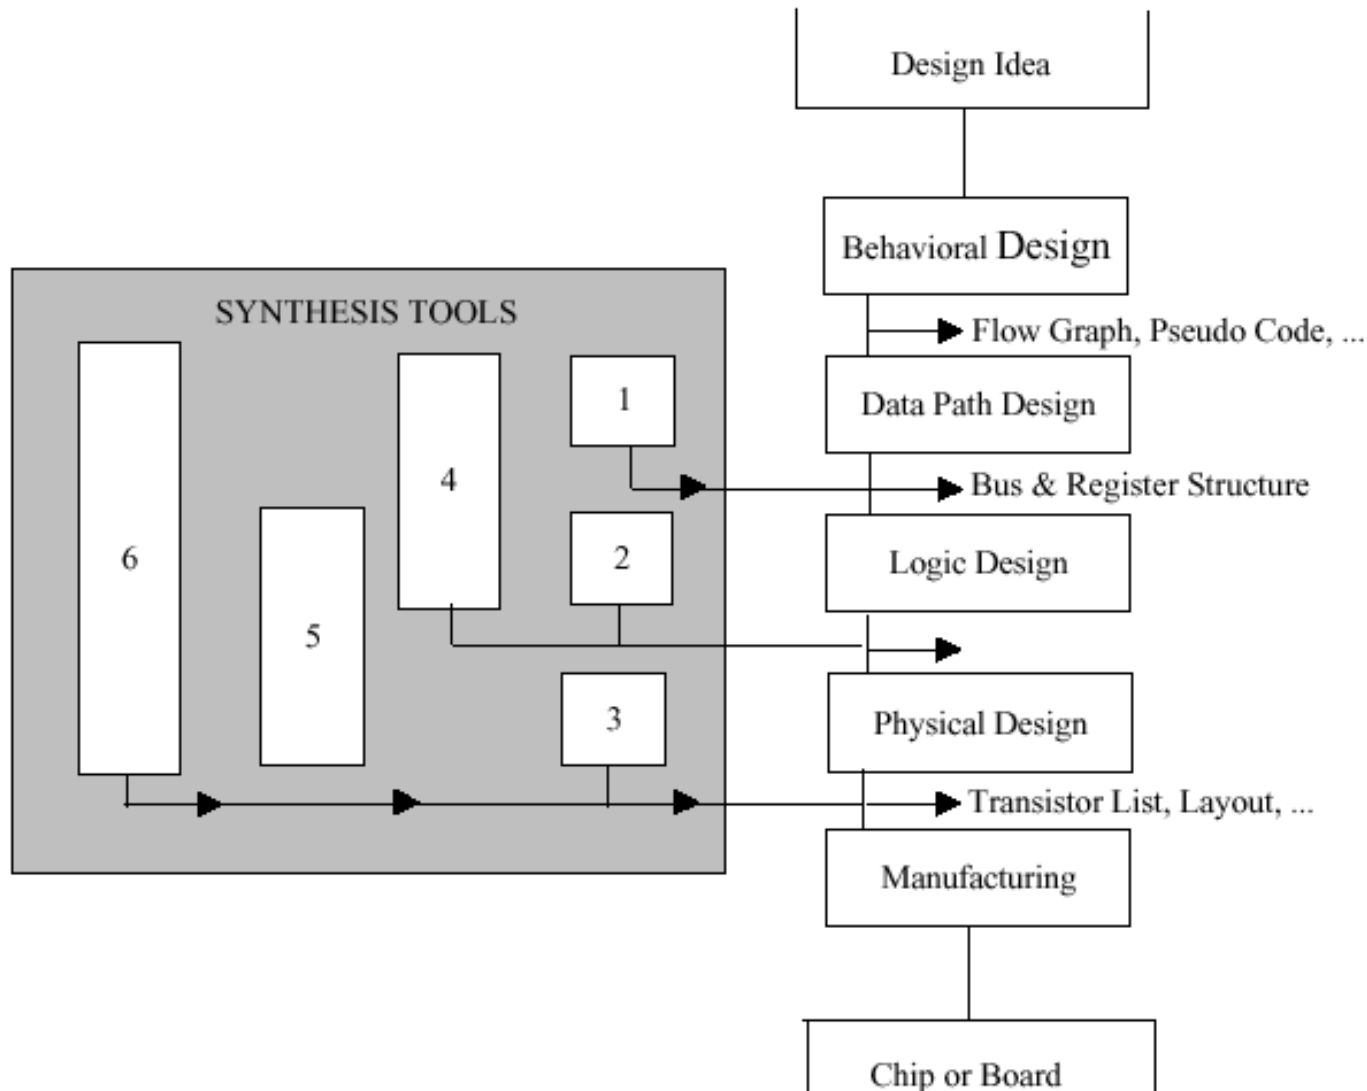 Design Idea
Behavioral Design
SYNTHESIS TOOLS
Flow Graph, Pseudo Code, ...
1
Data Path Design
4
Bus & Register Structure
6
2
Logic Design
5
3
Physical Design
Transistor List, Layout, ...
Manufacturing
Chip or Board